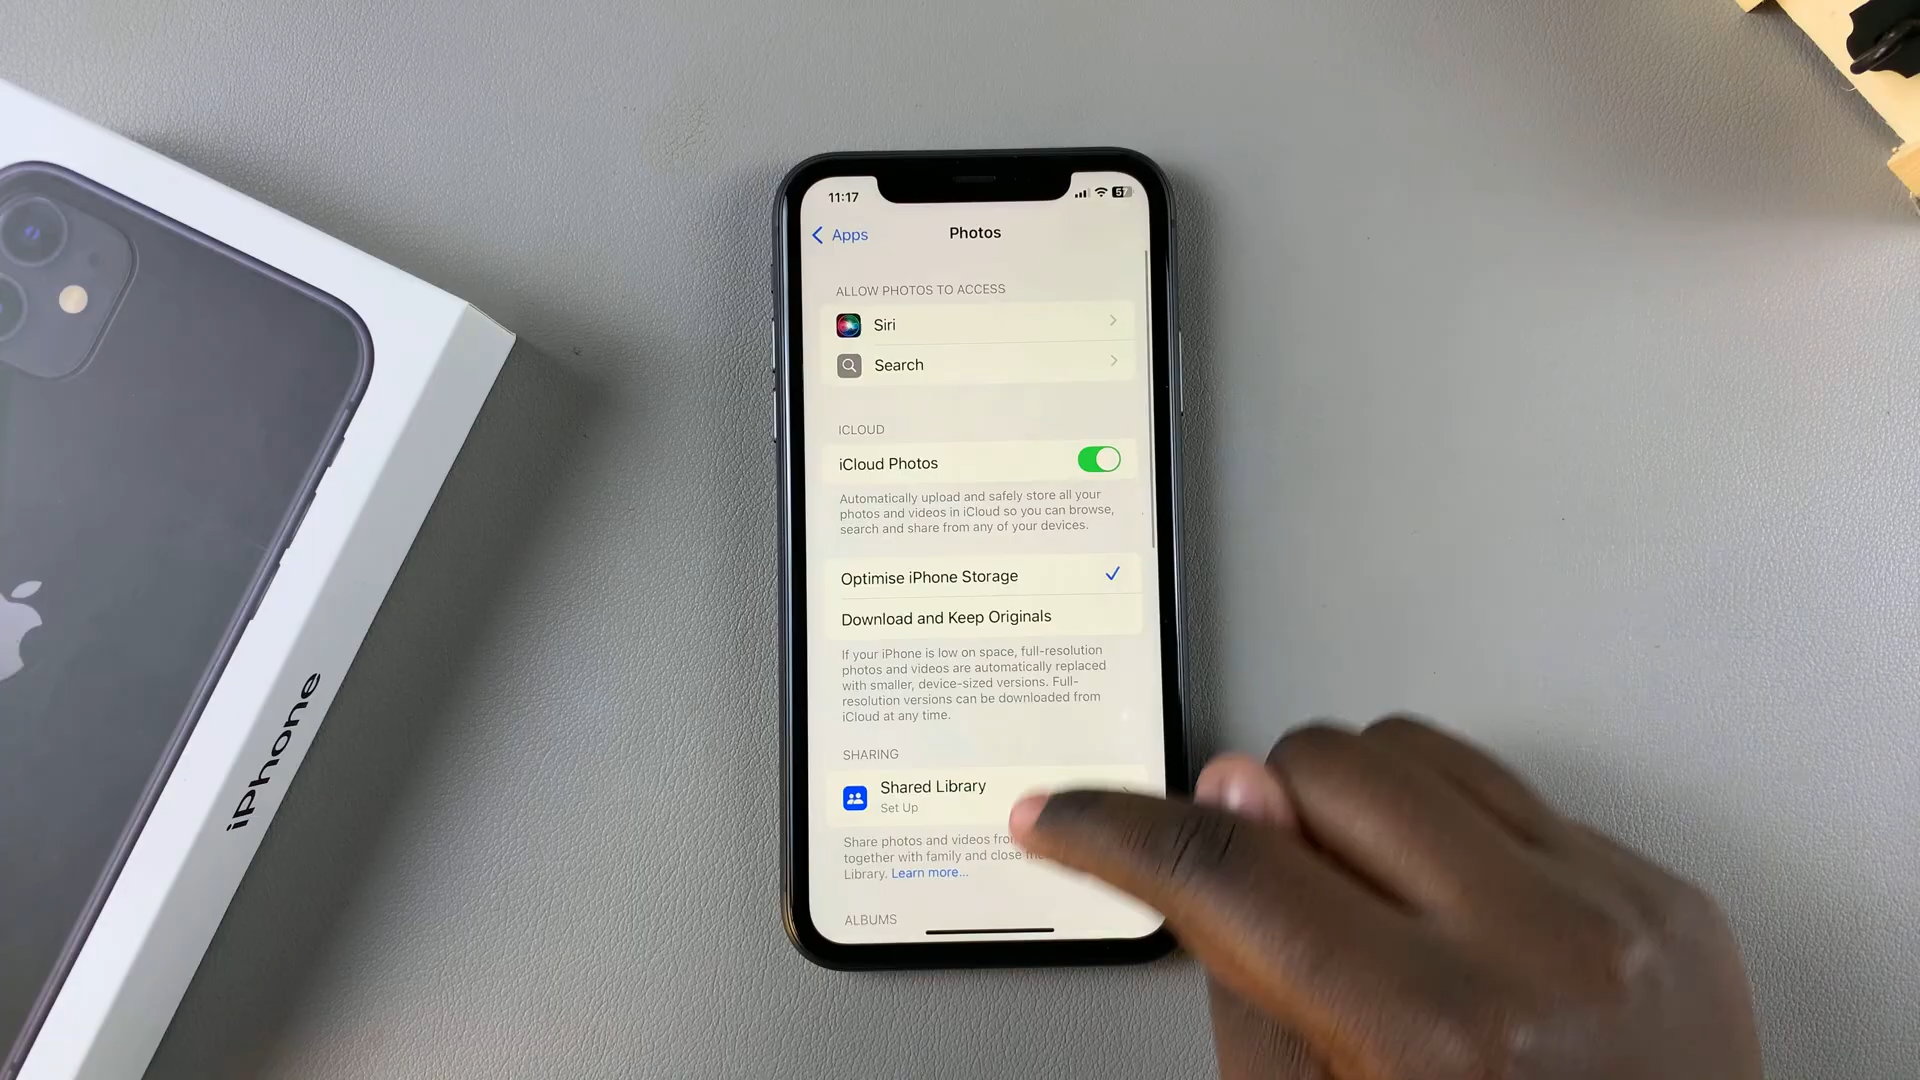 11:17
57
Apps
Photos
ALLOW PHOTOS TO ACCESS
Siri
Search
ICLOUD
iCloud Photos
Automatically upload and safely store all your
photos and videos in iCloud so you can browse,
search and share from any of your devices.
Optimise iPhone Storage
Download and Keep Originals
If your iPhone is low on space, full-resolution
photos and videos are automatically replaced
with smaller, device-sized versions. Full-
resolution versions can be downloaded from
iCloud at any time.
SHARING
Shared Library
Set Up
Share photos and videos
together with family and close
Library. Learn more...
ALBUMS
iPhone